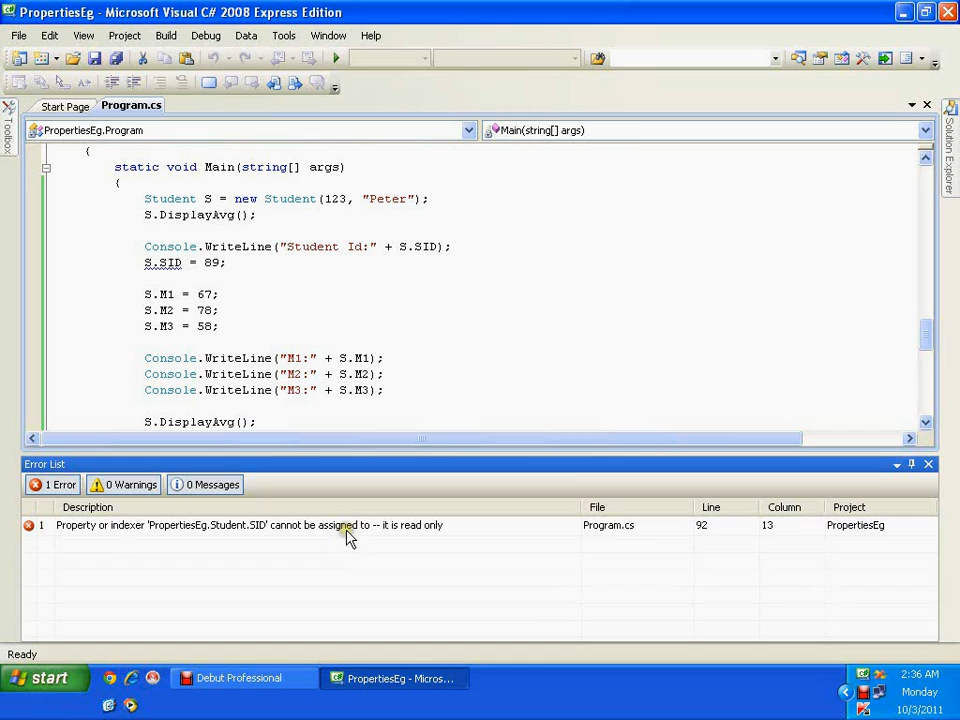 PropertiesEg - Microsoft Visual C# 2008 Express Edition
File Edit View Project Build Debug Data Tools Window Help
Start Page Program.cs
Toolbox
Solution Explorer
PropertiesEg.Program Main(string[] args)
{
static void Main(string[] args)
{
Student S = new Student(123, "Peter");
S.DisplayAvg();
Console.WriteLine("Student Id:" + S.SID);
S.SID = 89;
S.M1 = 67;
S.M2 = 78;
S.M3 = 58;
Console.WriteLine("M1:" + S.M1);
Console.WriteLine("M2:" + S.M2);
Console.WriteLine("M3:" + S.M3);
S.DisplayAvg();
Error List
1 Error 0 Warnings 0 Messages
Description File Line Column Project
1 Property or indexer 'PropertiesEg.Student.SID' cannot be assigned to -- it is read only Program.cs 92 13 PropertiesEg
Ready
start Debut Professional PropertiesEg - Micros... 2:36 AM
Monday
10/3/2011